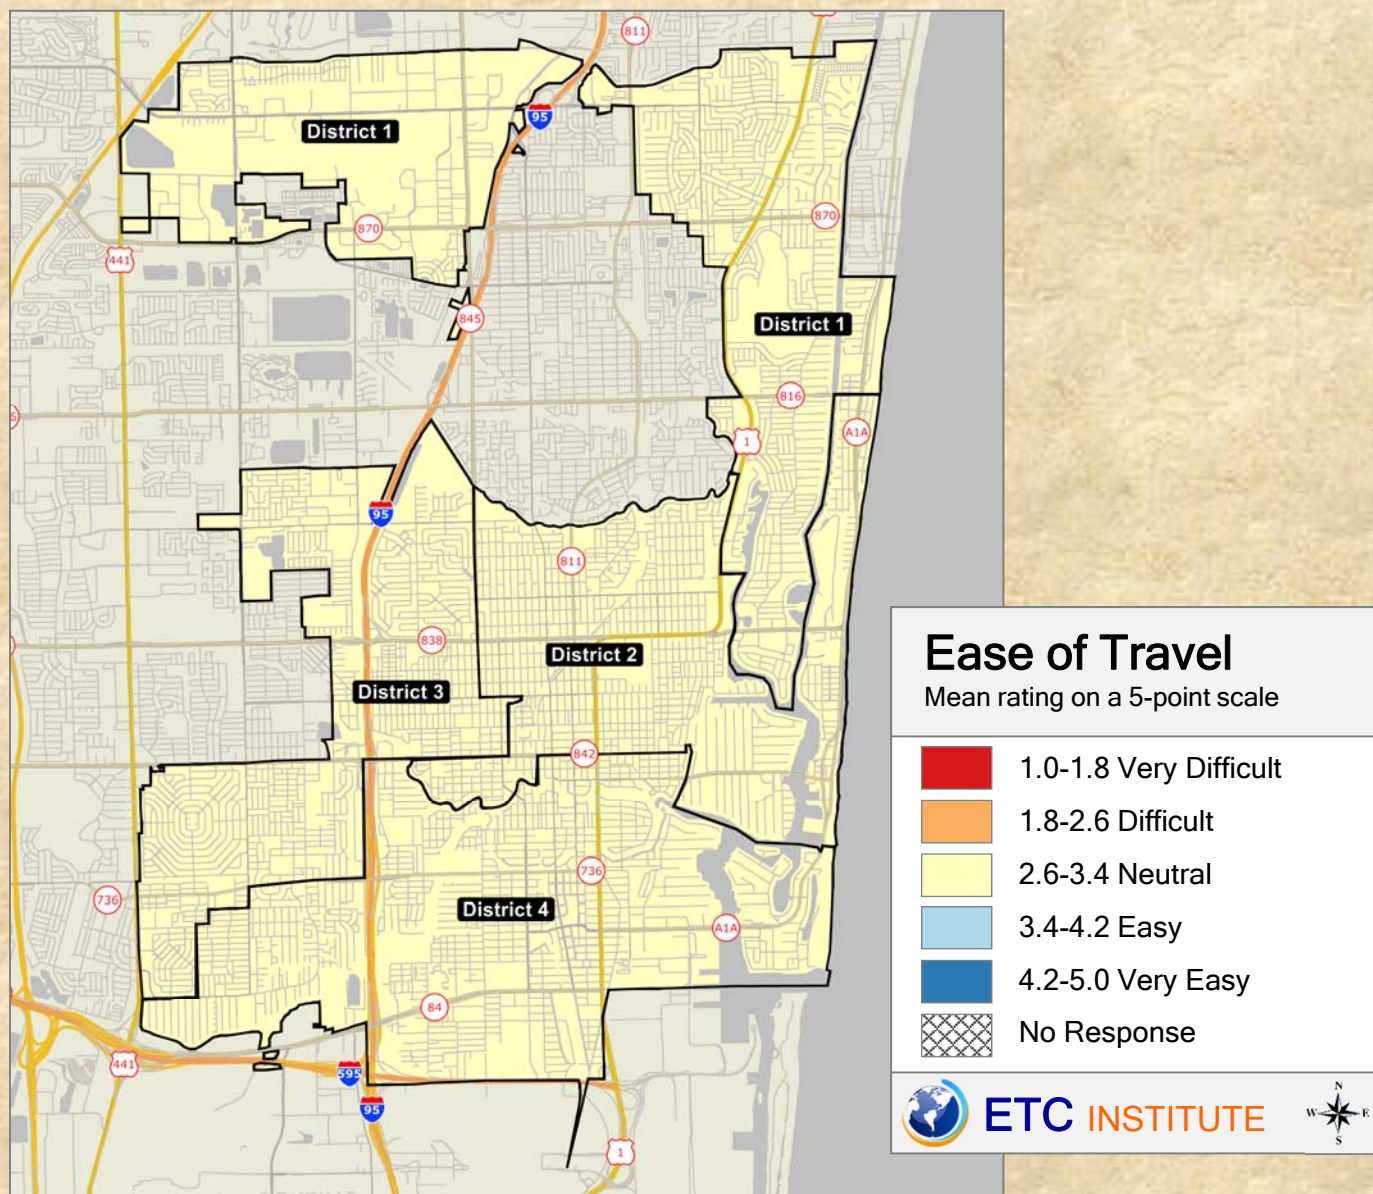 811
95
District 1
870
870
441
845
District 1
816
A1A
1
95
811
838
District 2
District 3
842
736
736
District 4
A1A
84
441
595
95
1
Ease of Travel
Mean rating on a 5-point scale
1.0-1.8 Very Difficult
1.8-2.6 Difficult
2.6-3.4 Neutral
3.4-4.2 Easy
4.2-5.0 Very Easy
No Response
ETC INSTITUTE
N
W E
S